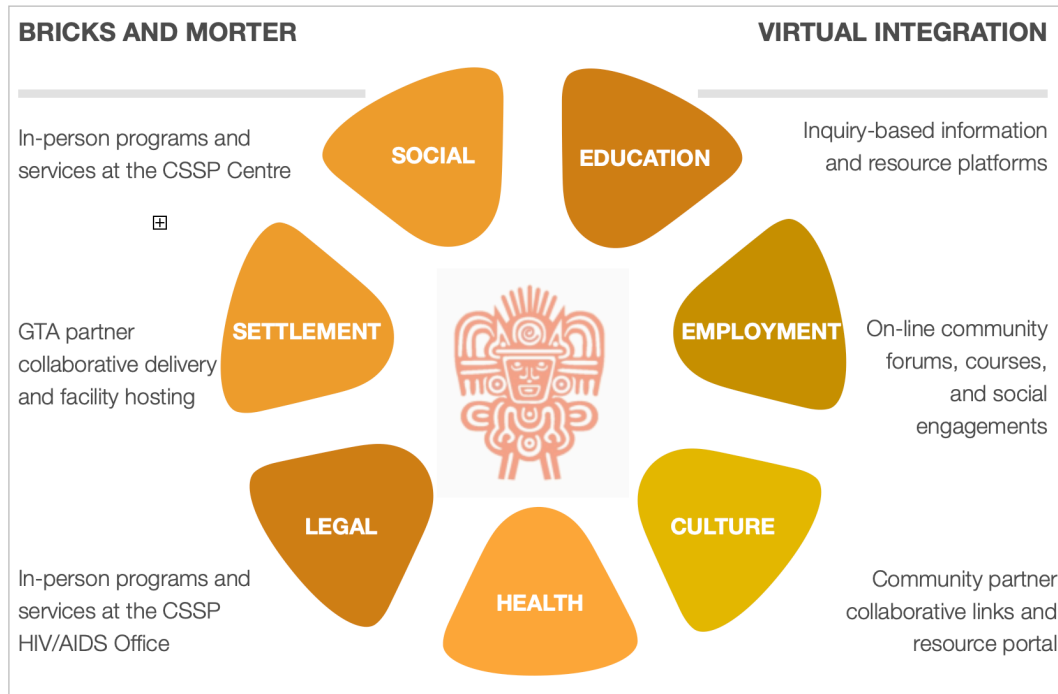 BRICKS AND MORTER
VIRTUAL INTEGRATION
In-person programs and
services at the CSSP Centre
SOCIAL
EDUCATION
Inquiry-based information
and resource platforms
GTA partner
collaborative delivery
and facility hosting
SETTLEMENT
EMPLOYMENT
On-line community
forums, courses,
and social
engagements
LEGAL
CULTURE
In-person programs and
services at the CSSP
HIV/AIDS Office
HEALTH
Community partner
collaborative links and
resource portal